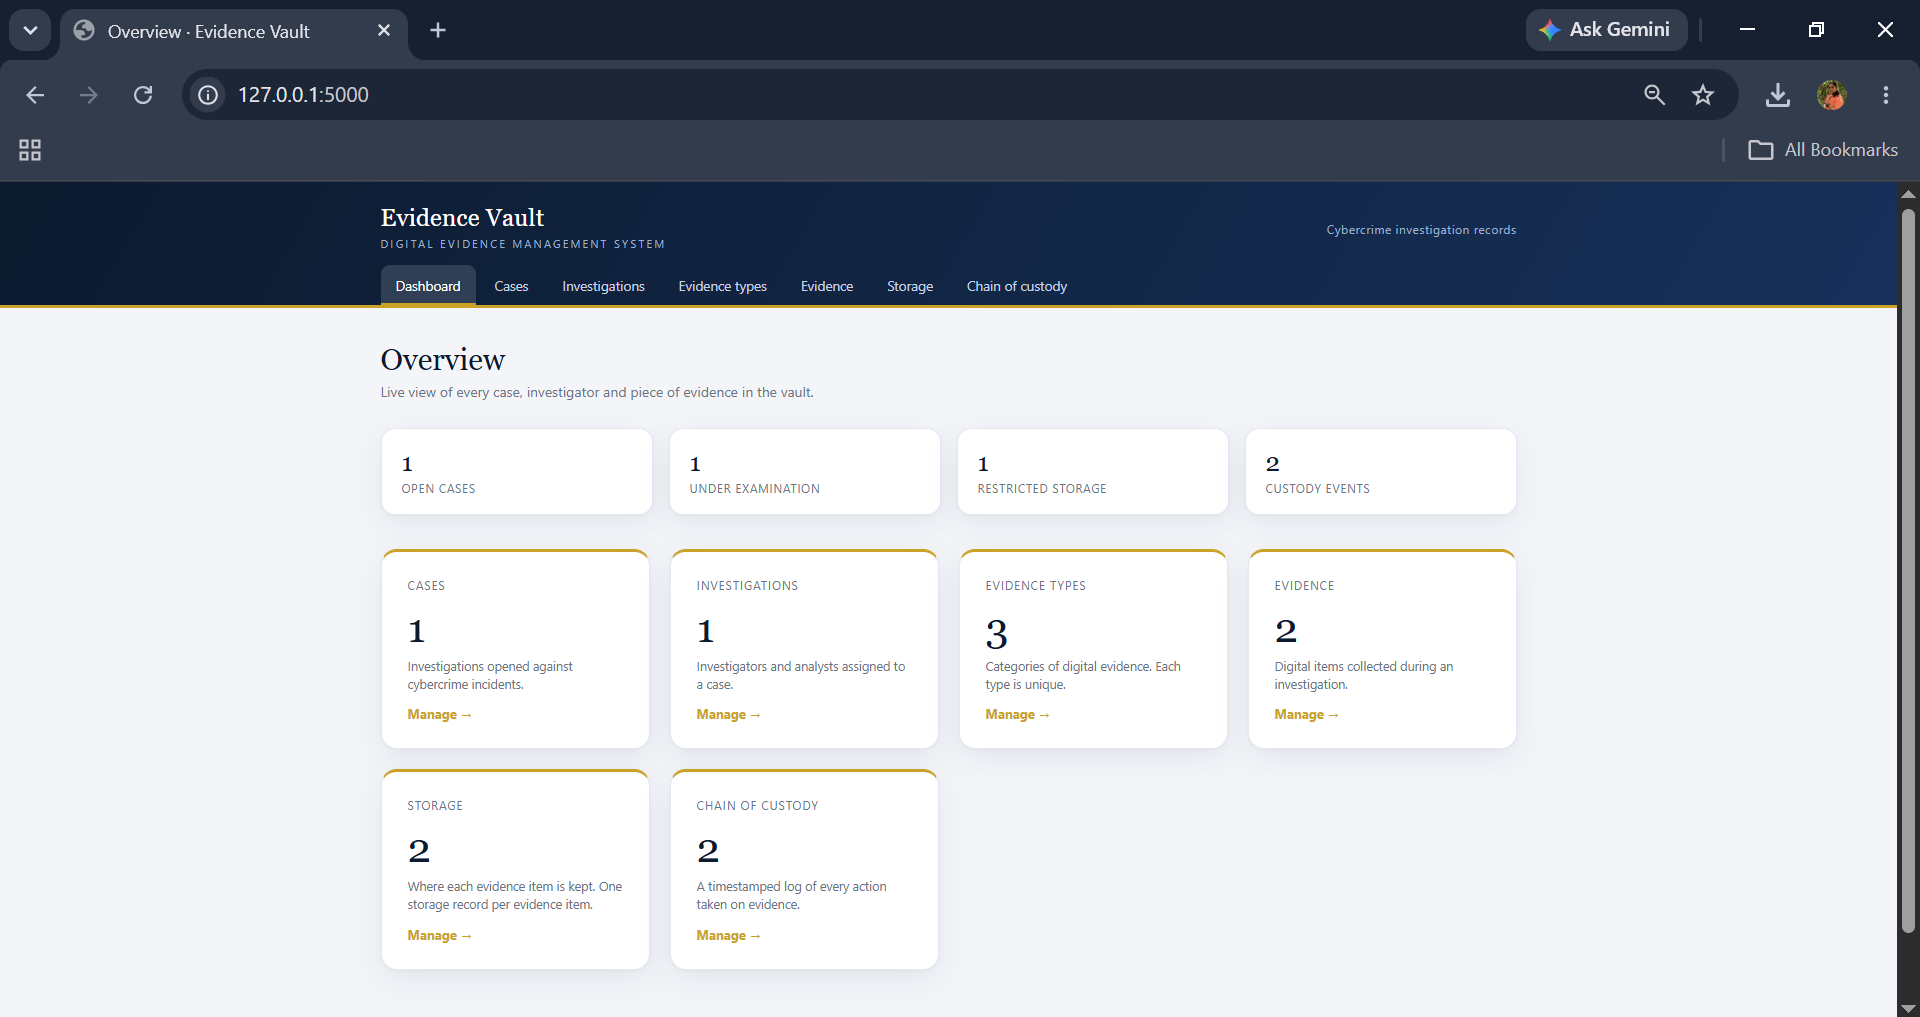 Overview · Evidence Vault
Ask Gemini
127.0.0.1:5000
All Bookmarks
Evidence Vault
DIGITAL EVIDENCE MANAGEMENT SYSTEM
Cybercrime investigation records
Dashboard Cases Investigations Evidence types Evidence Storage Chain of custody
Overview
Live view of every case, investigator and piece of evidence in the vault.
1
OPEN CASES
1
UNDER EXAMINATION
1
RESTRICTED STORAGE
2
CUSTODY EVENTS
CASES
1
Investigations opened against
cybercrime incidents.
Manage →
INVESTIGATIONS
1
Investigators and analysts assigned to
a case.
Manage →
EVIDENCE TYPES
3
Categories of digital evidence. Each
type is unique.
Manage →
EVIDENCE
2
Digital items collected during an
investigation.
Manage →
STORAGE
2
Where each evidence item is kept. One
storage record per evidence item.
Manage →
CHAIN OF CUSTODY
2
A timestamped log of every action
taken on evidence.
Manage →